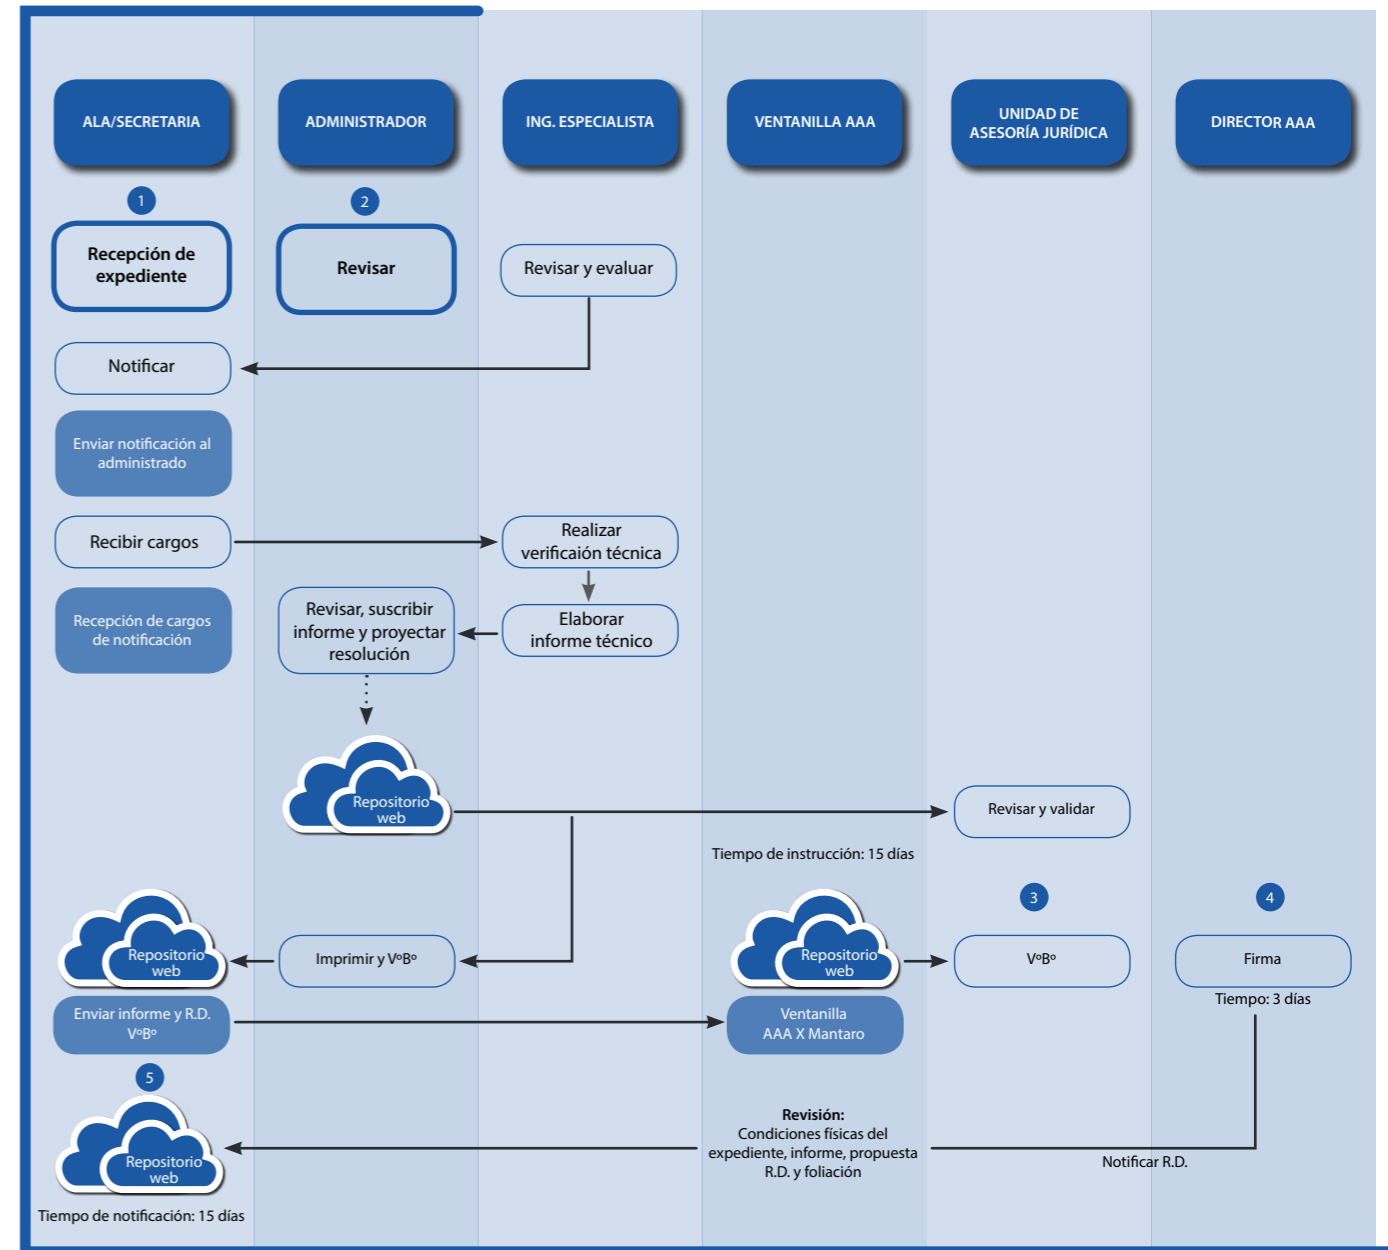 ALA/SECRETARIA
ADMINISTRADOR
ING. ESPECIALISTA
VENTANILLA AAA
UNIDAD DE
ASESORÍA JURÍDICA
DIRECTOR AAA
1
2
Recepción de
expediente
Revisar
Revisar y evaluar
Notificar
Enviar notificación al
administrado
Recibir cargos
Realizar
verificaión técnica
Recepción de cargos
de notificación
Revisar, suscribir
informe y proyectar
resolución
Elaborar
informe técnico
Repositorio
web
Revisar y validar
Tiempo de instrucción: 15 días
3
4
Repositorio
web
Imprimir y VºBº
Repositorio
web
VºBº
Firma
Tiempo: 3 días
Enviar informe y R.D.
VºBº
Ventanilla
AAA X Mantaro
5
Repositorio
web
Revisión:
Condiciones físicas del
expediente, informe, propuesta
R.D. y foliación
Notificar R.D.
Tiempo de notificación: 15 días